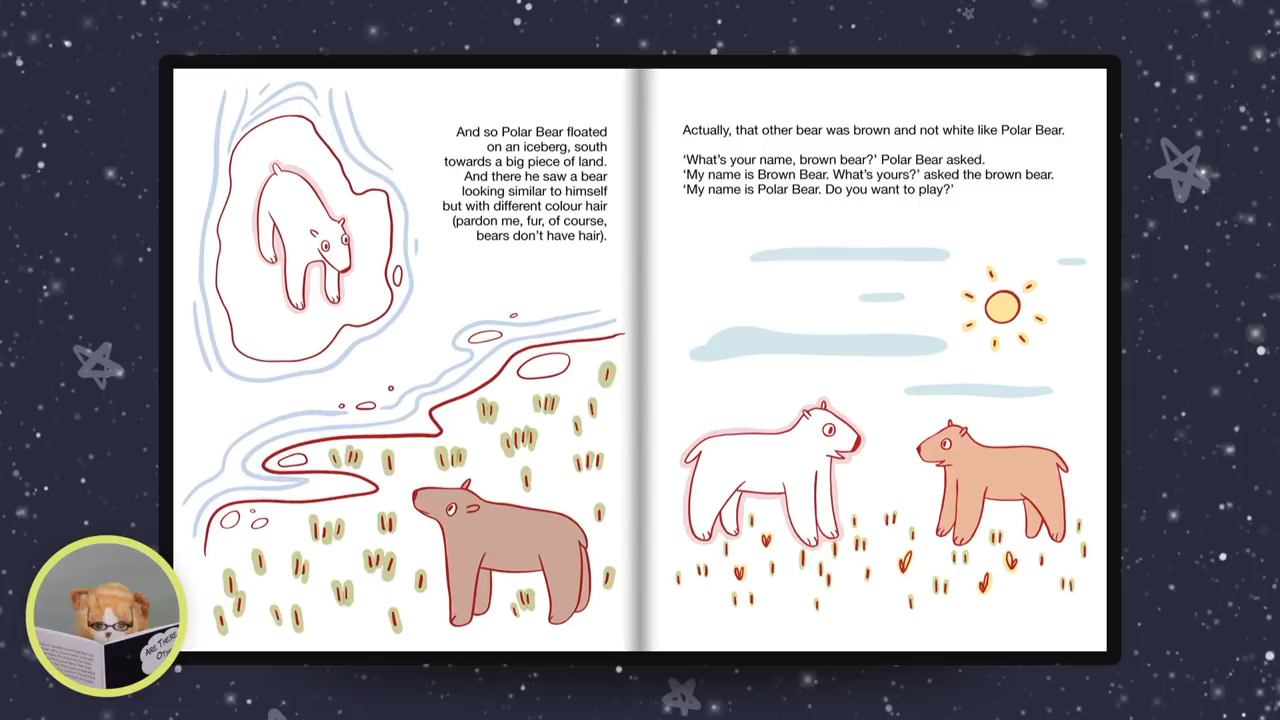 And so Polar Bear floated
on an iceberg, south
towards a big piece of land.
And there he saw a bear
looking similar to himself
but with different colour hair
(pardon me, fur, of course,
bears don’t have hair).
Actually, that other bear was brown and not white like Polar Bear.
‘What’s your name, brown bear?’ Polar Bear asked.
‘My name is Brown Bear. What’s yours?’ asked the brown bear.
‘My name is Polar Bear. Do you want to play?’
ARE THERE